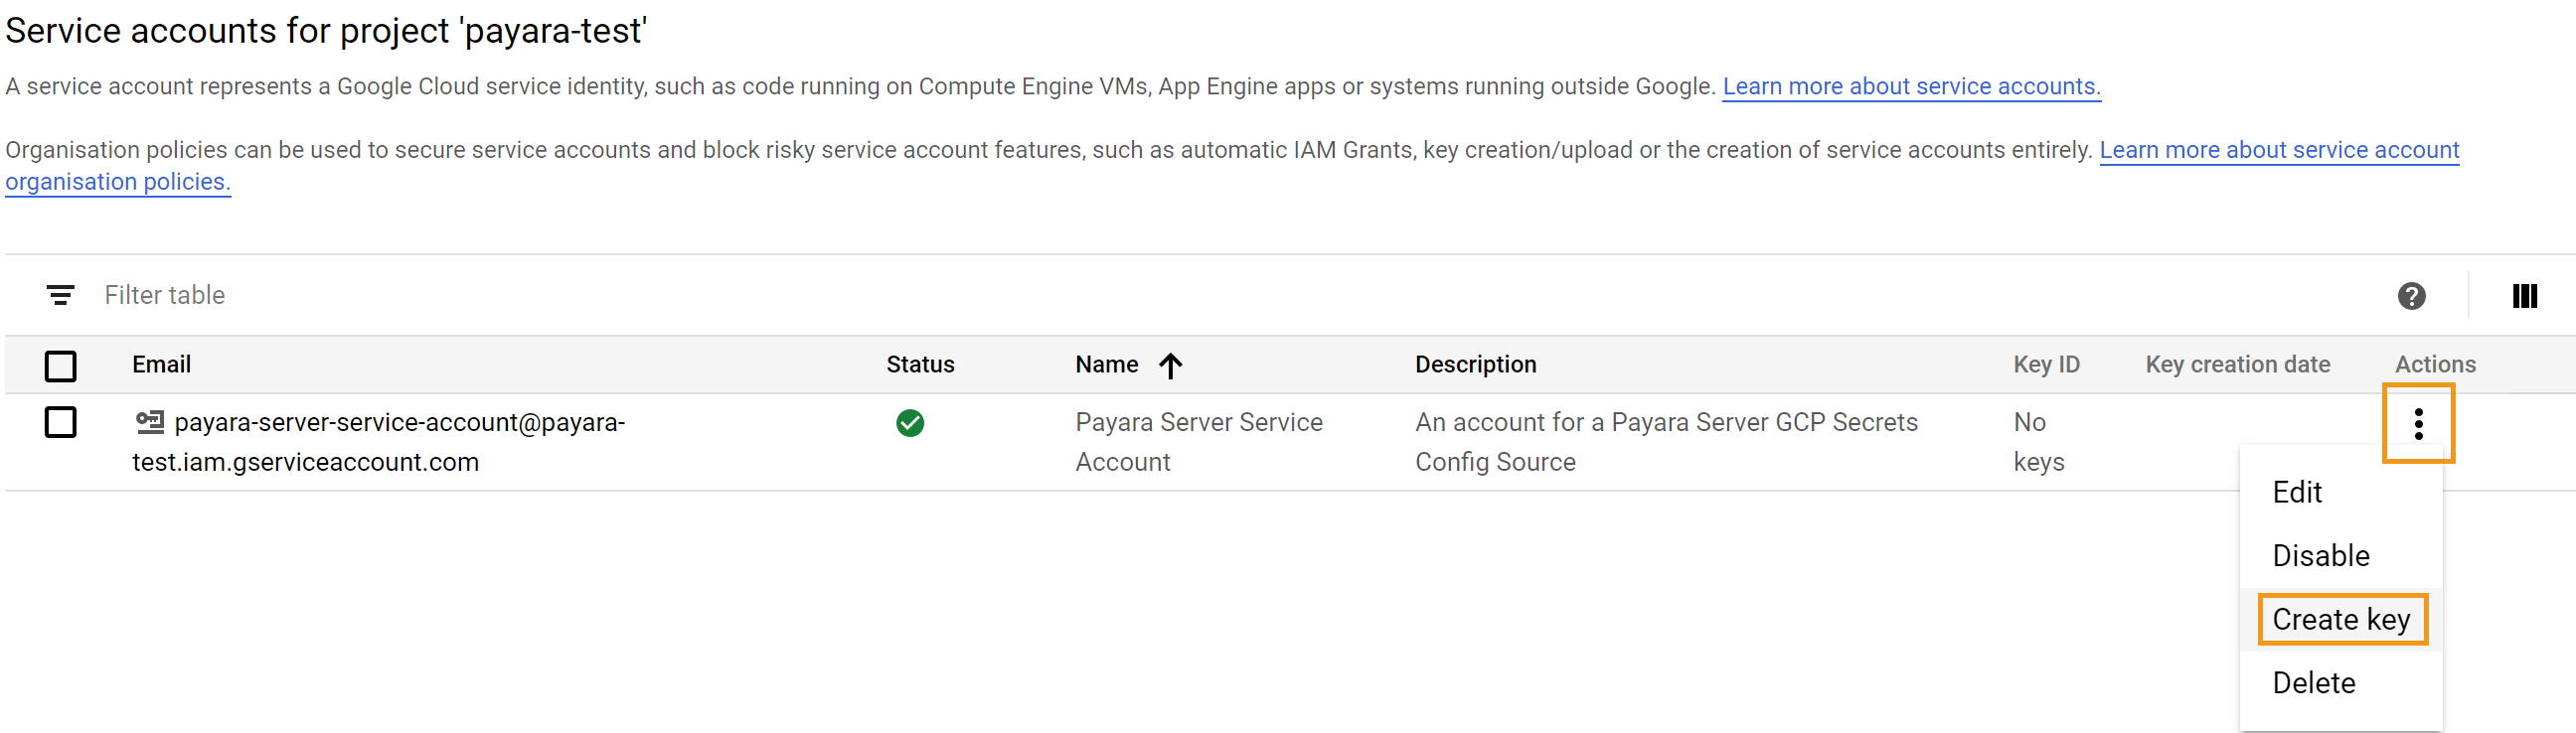 Service accounts for project 'payara-test'
A service account represents a Google Cloud service identity, such as code running on Compute Engine VMs, App Engine apps or systems running outside Google. Learn more about service accounts.
Organisation policies can be used to secure service accounts and block risky service account features, such as automatic IAM Grants, key creation/upload or the creation of service accounts entirely. Learn more about service account
organisation policies.
Filter table
Email Status Name Description Key ID Key creation date Actions
payara-server-service-account@payara- Payara Server Service An account for a Payara Server GCP Secrets No
test.iam.gserviceaccount.com Account Config Source keys
Edit
Disable
Create key
Delete